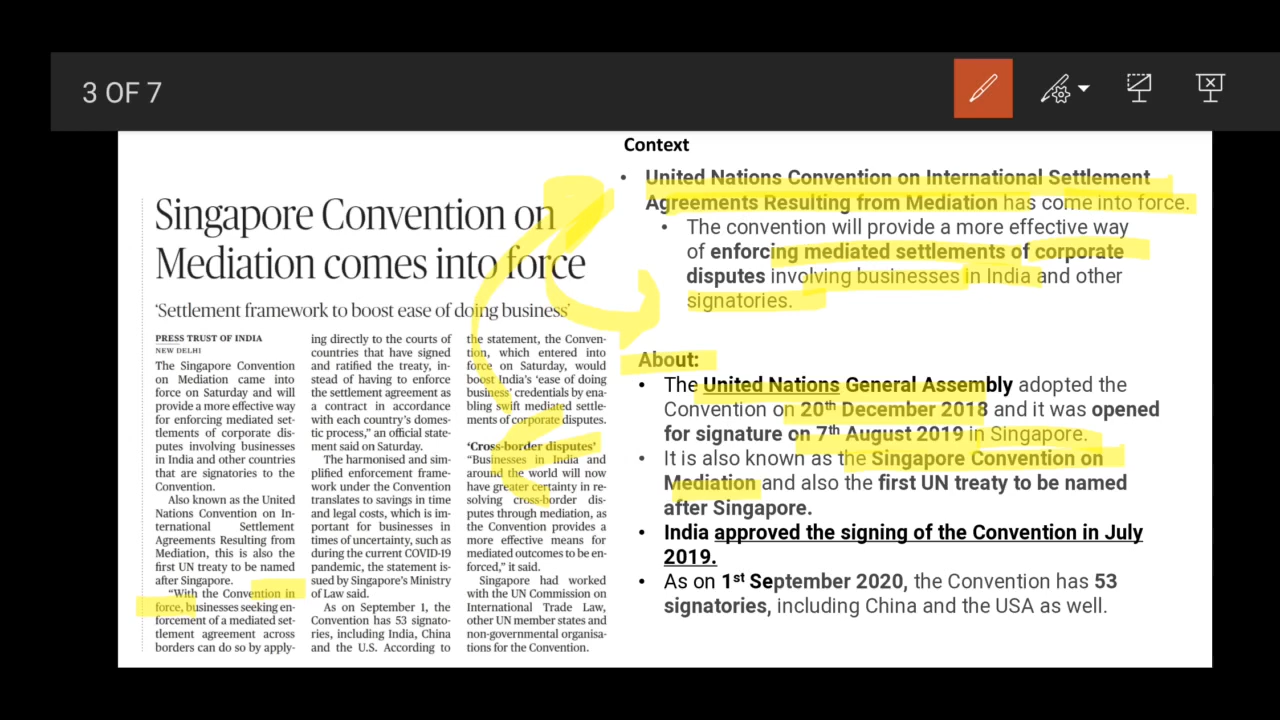 3 OF 7
Singapore Convention on
Mediation comes into force
‘Settlement framework to boost ease of doing business’
PRESS TRUST OF INDIA
NEW DELHI
The Singapore Convention
on Mediation came into
force on Saturday and will
provide a more effective way
for enforcing mediated set-
tlements of corporate dis-
putes involving businesses
in India and other countries
that are signatories to the
Convention.
Also known as the United
Nations Convention on In-
ternational Settlement
Agreements Resulting from
Mediation, this is also the
first UN treaty to be named
after Singapore.
“With the Convention in
force, businesses seeking en-
forcement of a mediated set-
tlement agreement across
borders can do so by apply-
ing directly to the courts of
countries that have signed
and ratified the treaty, in-
stead of having to enforce
the settlement agreement as
a contract in accordance
with each country’s domes-
tic process,” an official state-
ment said on Saturday.
The harmonised and sim-
plified enforcement frame-
work under the Convention
translates to savings in time
and legal costs, which is im-
portant for businesses in
times of uncertainty, such as
during the current COVID-19
pandemic, the statement is-
sued by Singapore’s Ministry
of Law said.
As on September 1, the
Convention has 53 signato-
ries, including India, China
and the U.S. According to
the statement, the Conven-
tion, which entered into
force on Saturday, would
boost India’s ‘ease of doing
business’ credentials by ena-
bling swift mediated settle-
ments of corporate disputes.
‘Cross-border disputes’
“Businesses in India and
around the world will now
have greater certainty in re-
solving cross-border dis-
putes through mediation, as
the Convention provides a
more effective means for
mediated outcomes to be en-
forced,” it said.
Singapore had worked
with the UN Commission on
International Trade Law,
other UN member states and
non-governmental organisa-
tions for the Convention.
Context
• United Nations Convention on International Settlement
Agreements Resulting from Mediation has come into force.
• The convention will provide a more effective way
of enforcing mediated settlements of corporate
disputes involving businesses in India and other
signatories.
About:
• The United Nations General Assembly adopted the
Convention on 20th December 2018 and it was opened
for signature on 7th August 2019 in Singapore.
• It is also known as the Singapore Convention on
Mediation and also the first UN treaty to be named
after Singapore.
• India approved the signing of the Convention in July
2019.
• As on 1st September 2020, the Convention has 53
signatories, including China and the USA as well.